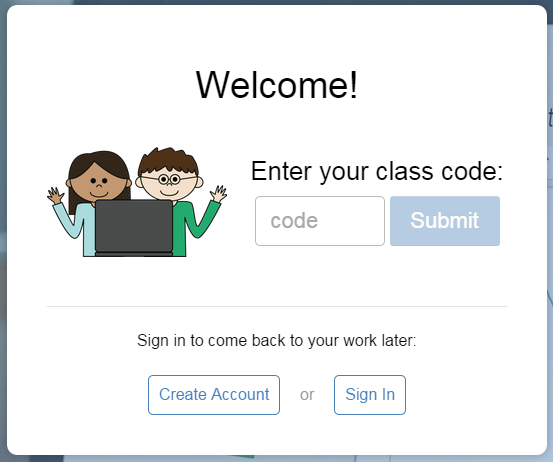 Welcome!
Enter your class code:
code Submit
Sign in to come back to your work later:
Create Account or Sign In